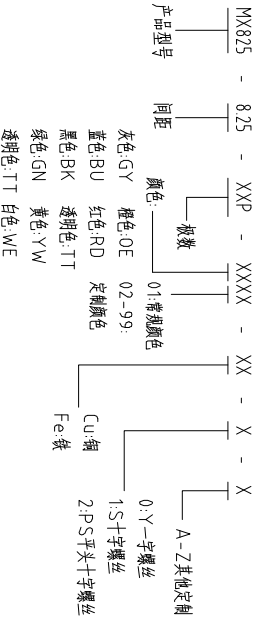 MX825 - 8.25 - XXP - XXXX - XX - X - X
产品型号
间距
极数
颜色:
01:常规颜色
02-99:
定制颜色
灰色:GY 橙色:OE
蓝色:BU 红色:RD
黑色:BK 透明色:TT
绿色:GN 黄色:YW
透明色:TT 白色:WE
Cu:铜
Fe:铁
0:Y一字螺丝
1:S十字螺丝
2:PS平头十字螺丝
A-Z其他定制